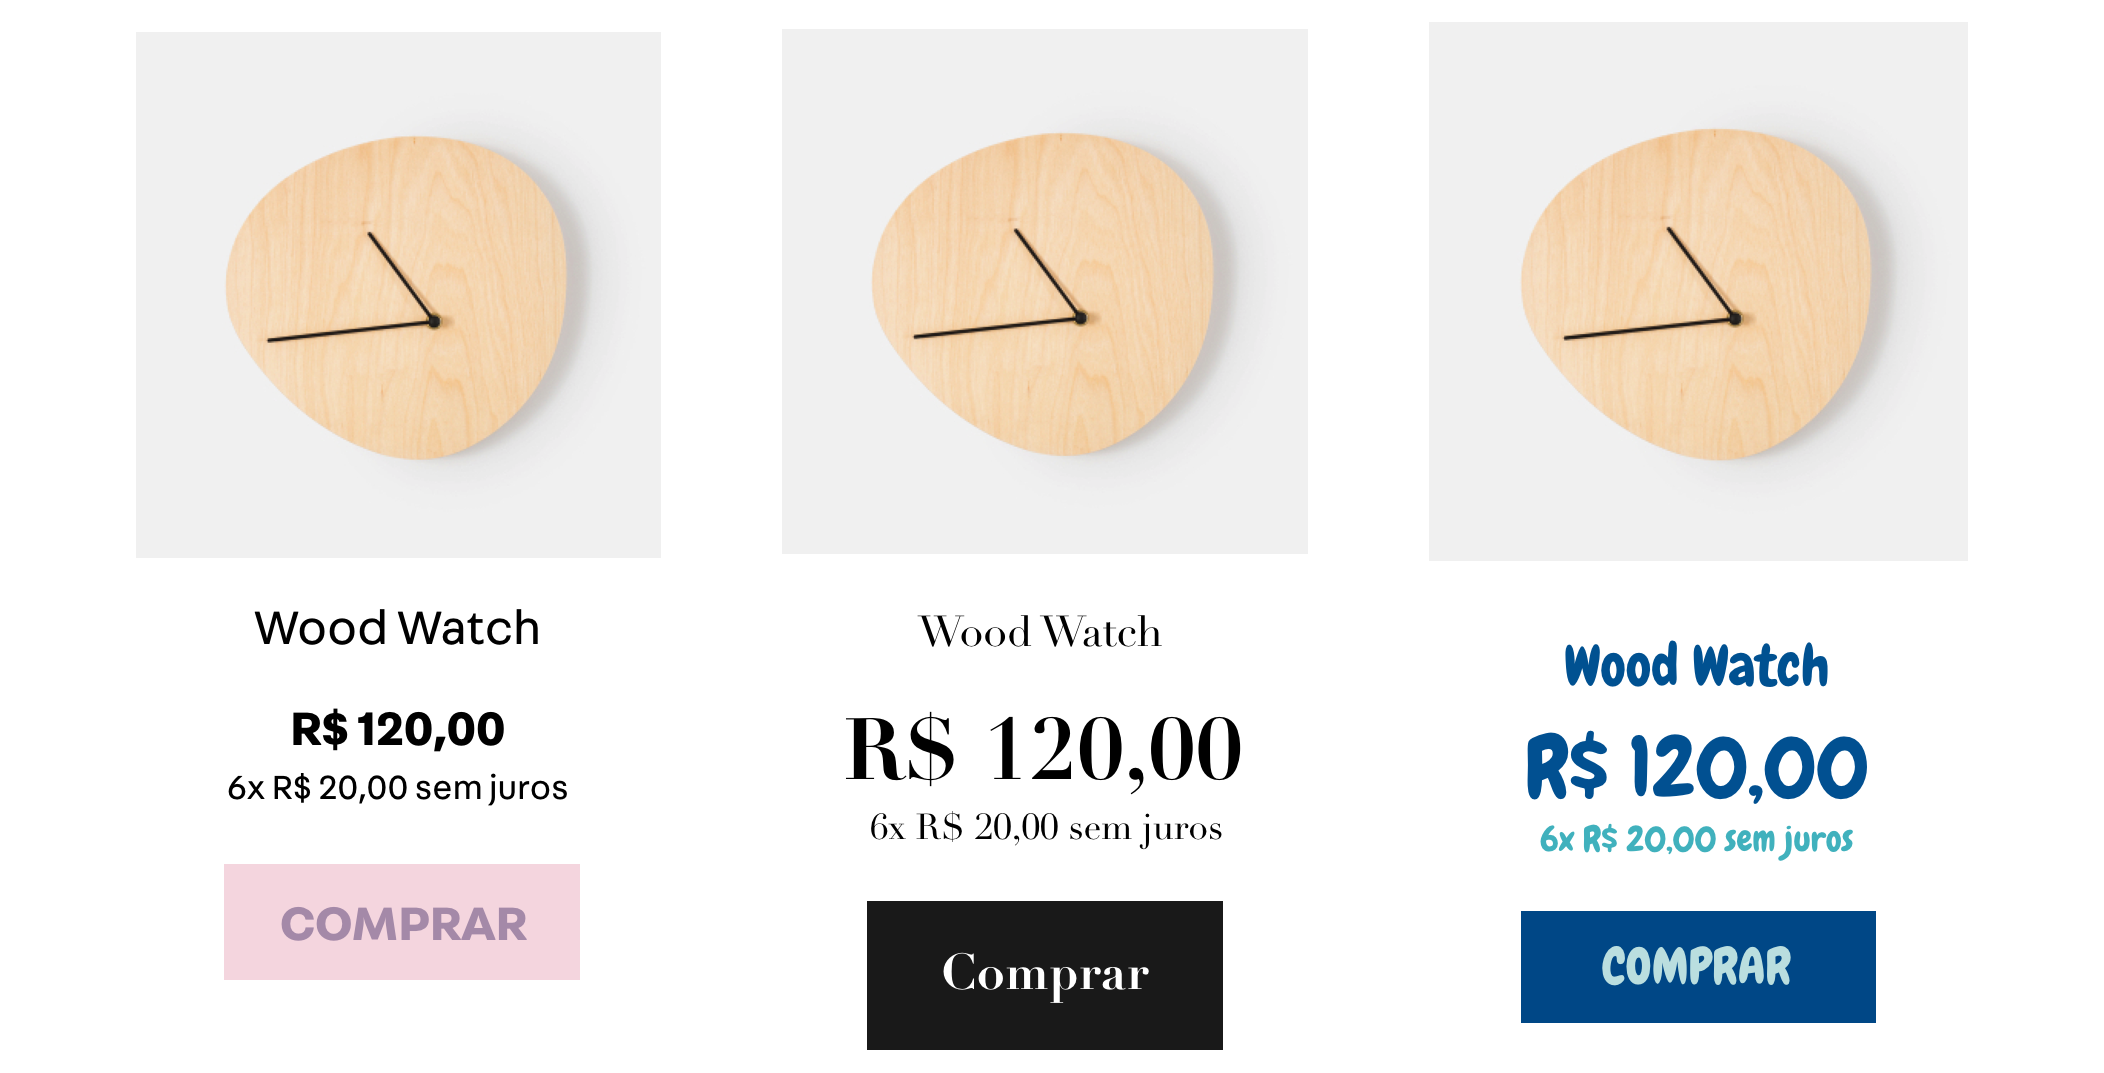 Wood Watch
R$ 120,00
6x R$ 20,00 sem juros
COMPRAR
Wood Watch
R$ 120,00
6x R$ 20,00 sem juros
Comprar
Wood Watch
R$ 120,00
6x R$ 20,00 sem juros
COMPRAR